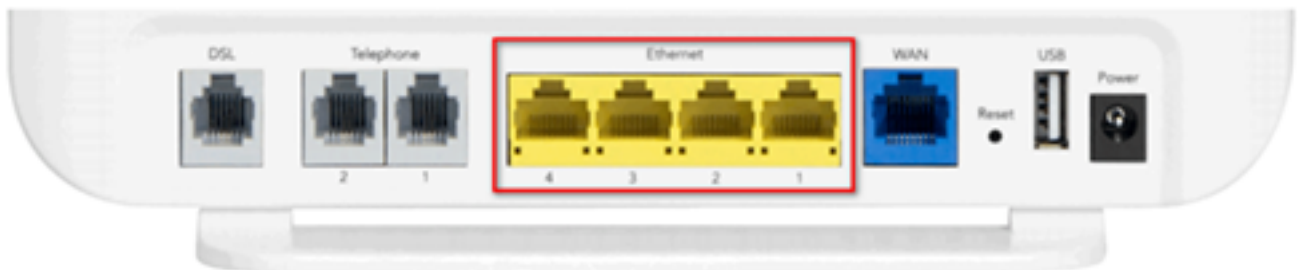 DSL
Telephone
Ethernet
WAN
USB
Power
Reset
2
1
4
3
2
1